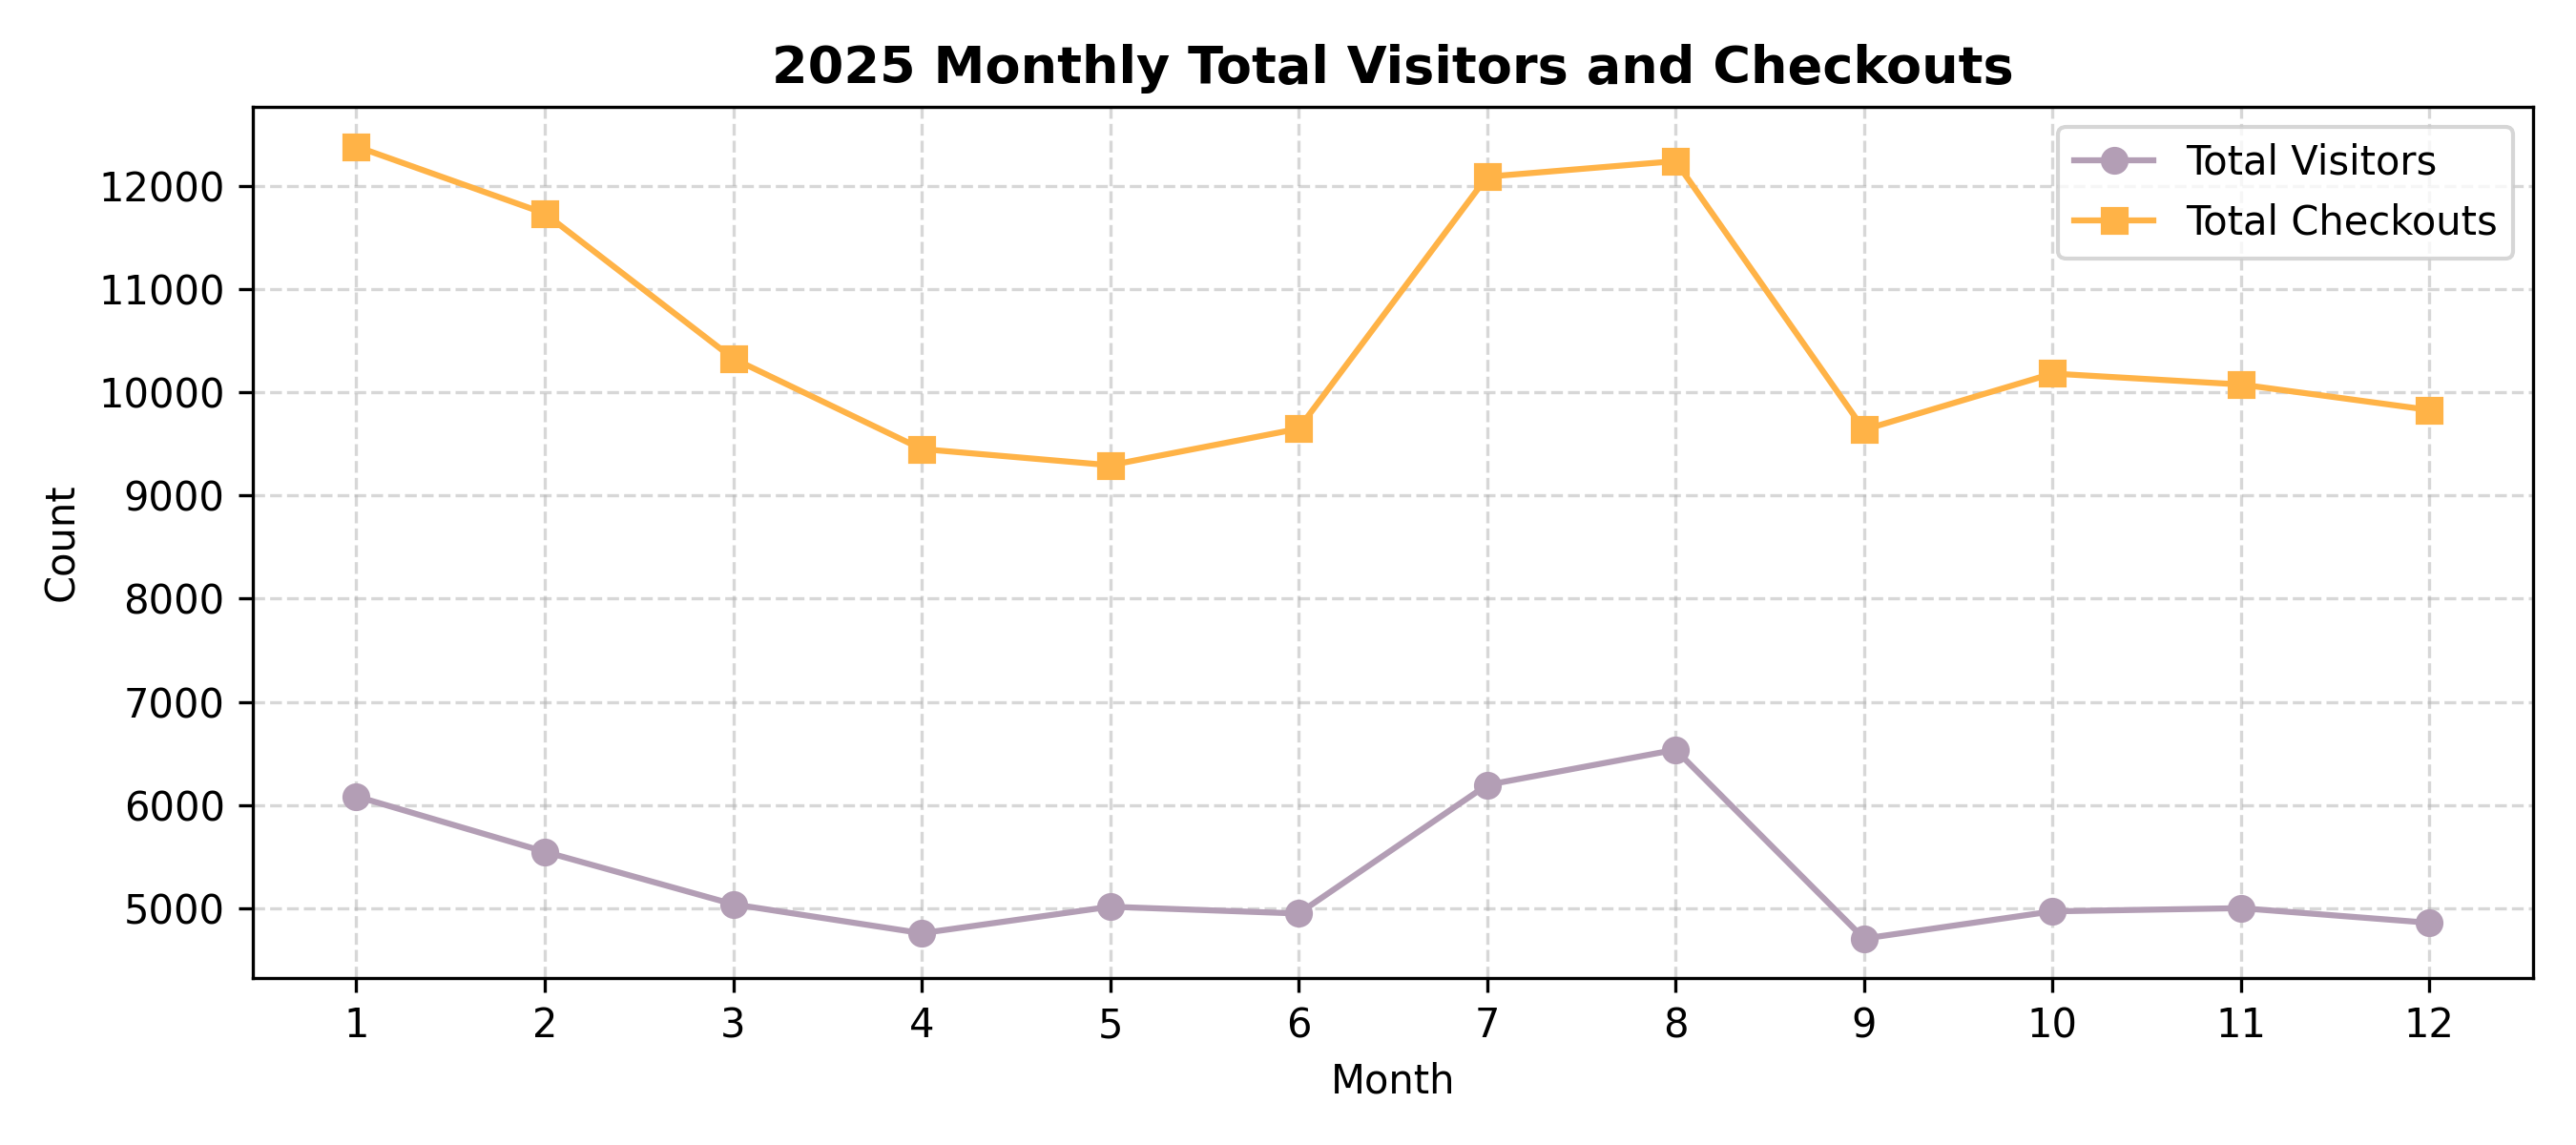 2025 Monthly Total Visitors and Checkouts
Total Visitors
Total Checkouts
12000
11000
10000
9000
8000
7000
6000
5000
Count
1 2 3 4 5 6 7 8 9 10 11 12
Month